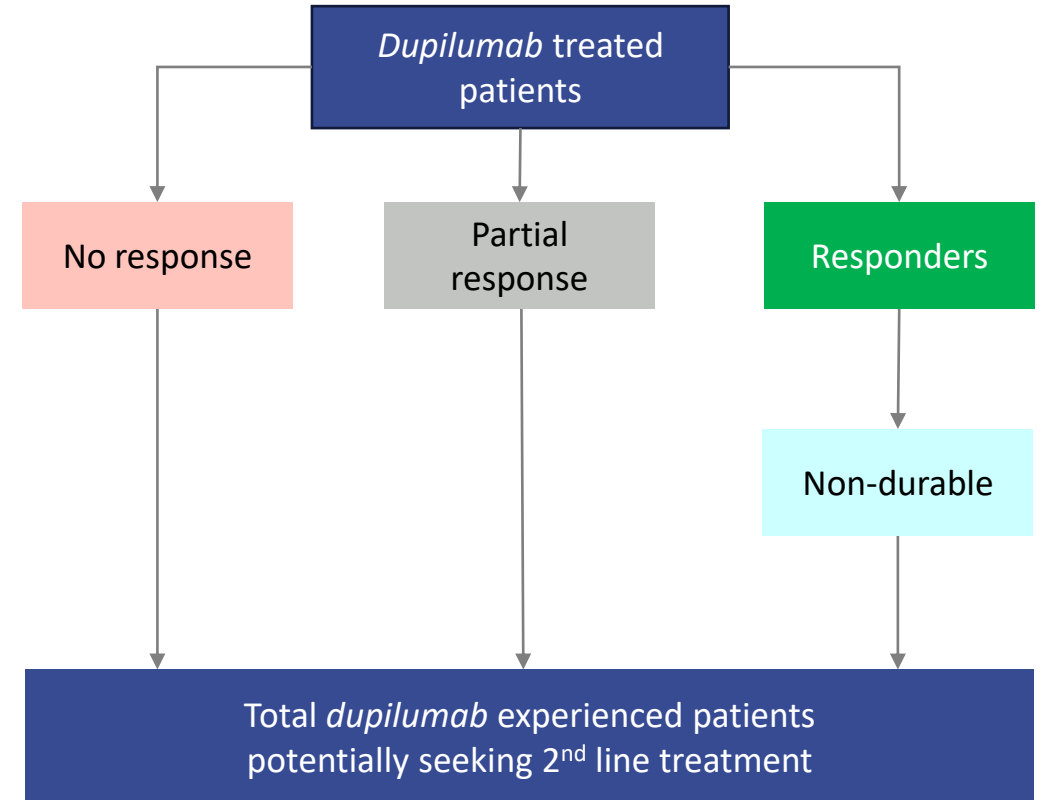 Dupilumab treated
patients
No response
Partial
response
Responders
Non-durable
Total dupilumab experienced patients
potentially seeking 2nd line treatment